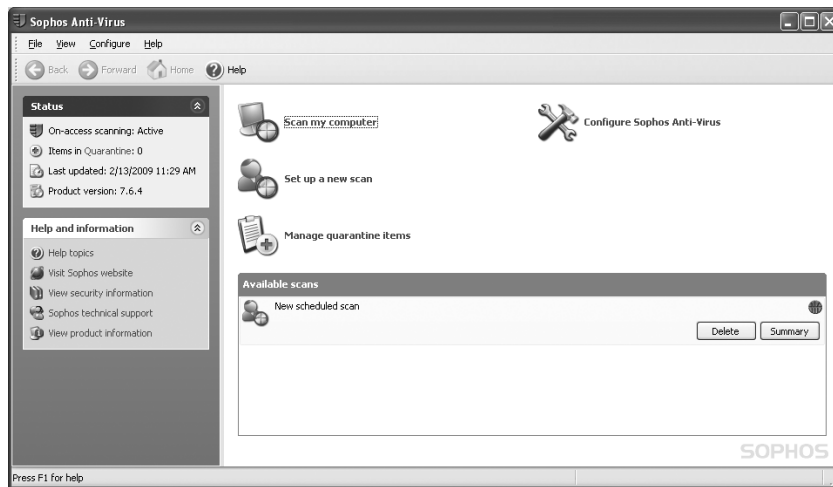 Sophos Anti-Virus
File View Configure Help
Back Forward Home Help
Status
On-access scanning: Active
Items in Quarantine: 0
Last updated: 2/13/2009 11:29 AM
Product version: 7.6.4
Help and information
Help topics
Visit Sophos website
View security information
Sophos technical support
View product information
Scan my computer
Configure Sophos Anti-Virus
Set up a new scan
Manage quarantine items
Available scans
New scheduled scan
Delete Summary
SOPHOS
Press F1 for help